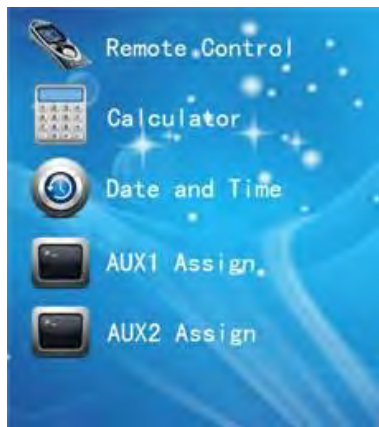 Remote Control
Calculator
Date and Time
AUX1 Assign
AUX2 Assign